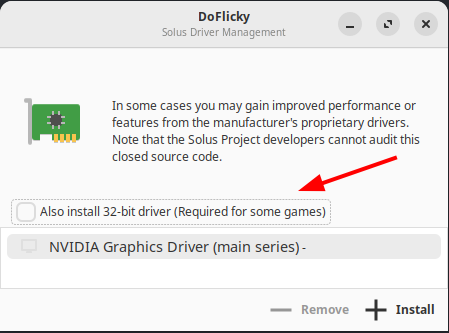 DoFlicky
Solus Driver Management
In some cases you may gain improved performance or
features from the manufacturer's proprietary drivers.
Note that the Solus Project developers cannot audit this
closed source code.
Also install 32-bit driver (Required for some games)
NVIDIA Graphics Driver (main series) -
Remove Install